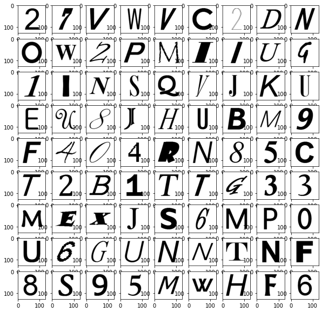 2 7 V W V C 2 D N
O W 2 P M I I U G
1 I N S Q V J K U
E U 8 J H U B M 9
F 4 O 4 R N 8 5 C
T 2 B 1 T T G 3 3
M E X J S 6 M P 0
U 6 G U N N T N F
8 S 9 5 M W H F 6